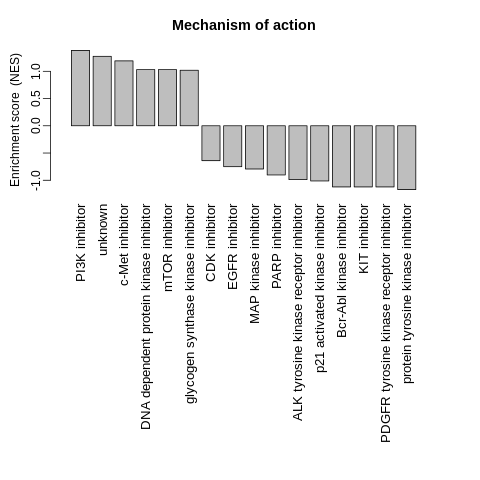 Mechanism of action
Enrichment score (NES)
1.0
0.5
0.0
-1.0
PI3K inhibitor
unknown
c-Met inhibitor
DNA dependent protein kinase inhibitor
mTOR inhibitor
glycogen synthase kinase inhibitor
CDK inhibitor
EGFR inhibitor
MAP kinase inhibitor
PARP inhibitor
ALK tyrosine kinase receptor inhibitor
p21 activated kinase inhibitor
Bcr-Abl kinase inhibitor
KIT inhibitor
PDGFR tyrosine kinase receptor inhibitor
protein tyrosine kinase inhibitor